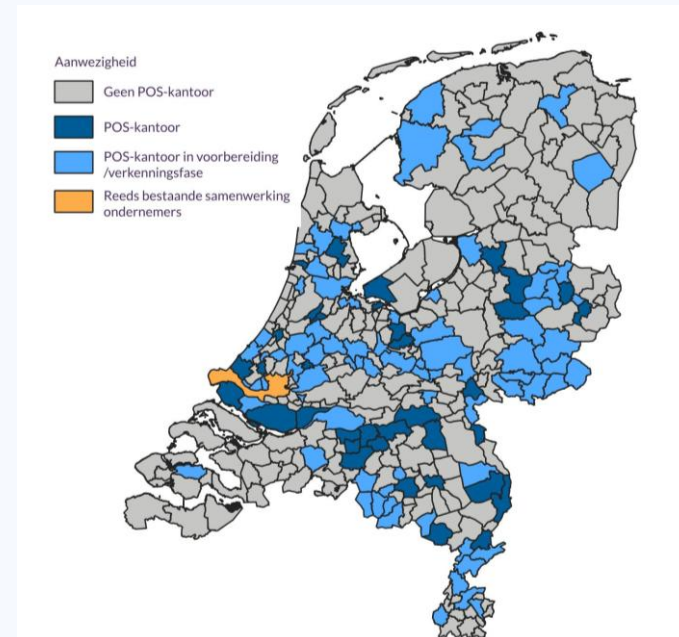 Aanwezigheid
Geen POS-kantoor
POS-kantoor
POS-kantoor in voorbereiding
/verkenningsfase
Reeds bestaande samenwerking
ondernemers